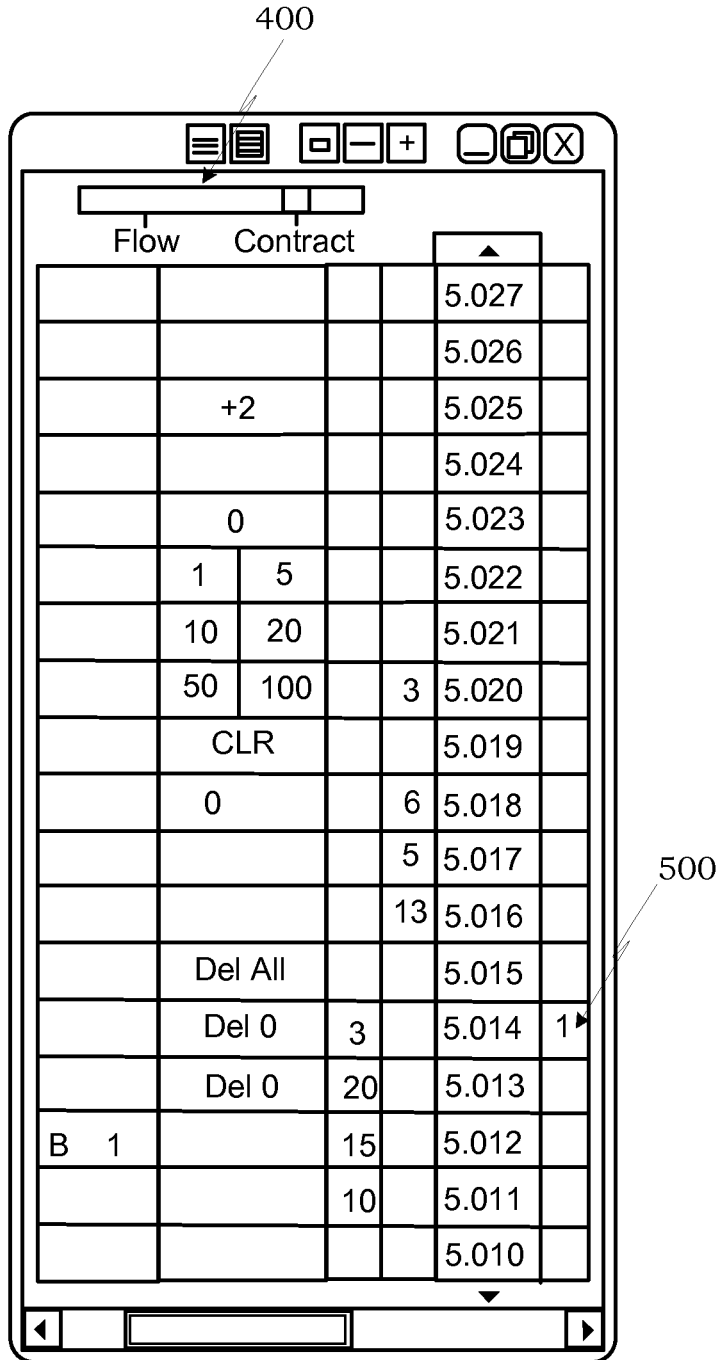 400
+ X
Flow Contract
5.027
5.026
+2 5.025
5.024
0 5.023
1 5 5.022
10 20 5.021
50 100 3 5.020
CLR 5.019
0 6 5.018
5 5.017
500
13 5.016
Del All 5.015
Del 0 3 5.014 1
Del 0 20 5.013
B 1 15 5.012
10 5.011
5.010